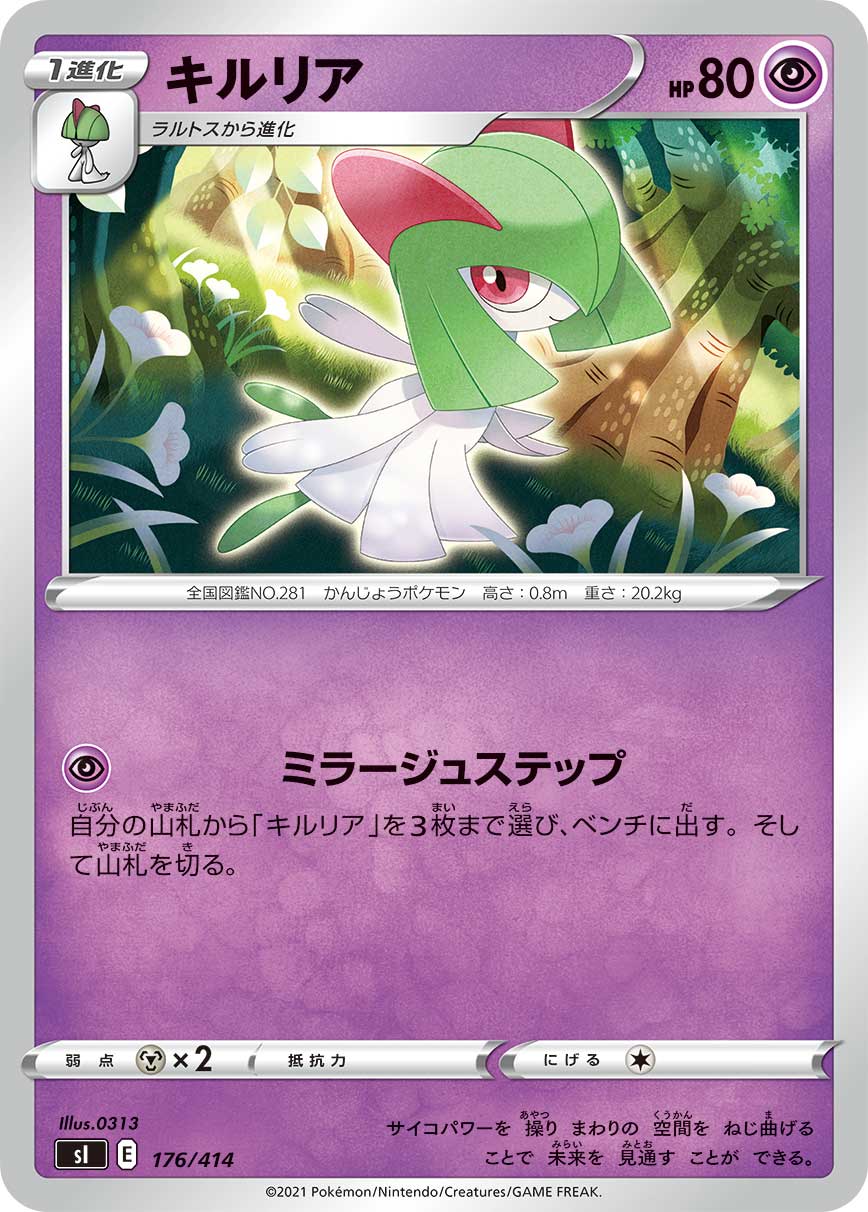 1進化
キルリア
HP80
ラルトスから進化
全国図鑑NO.281 かんじょうポケモン 高さ:0.8m 重さ:20.2kg
ミラージュステップ
自分の山札から「キルリア」を3枚まで選び、ベンチに出す。そし
て山札を切る。
弱点 ×2 抵抗力 にげる
Illus.0313
サイコパワーを 操り まわりの 空間を ねじ曲げる
ことで 未来を 見通す ことが できる。
sI E 176/414
©2021 Pokémon/Nintendo/Creatures/GAME FREAK.